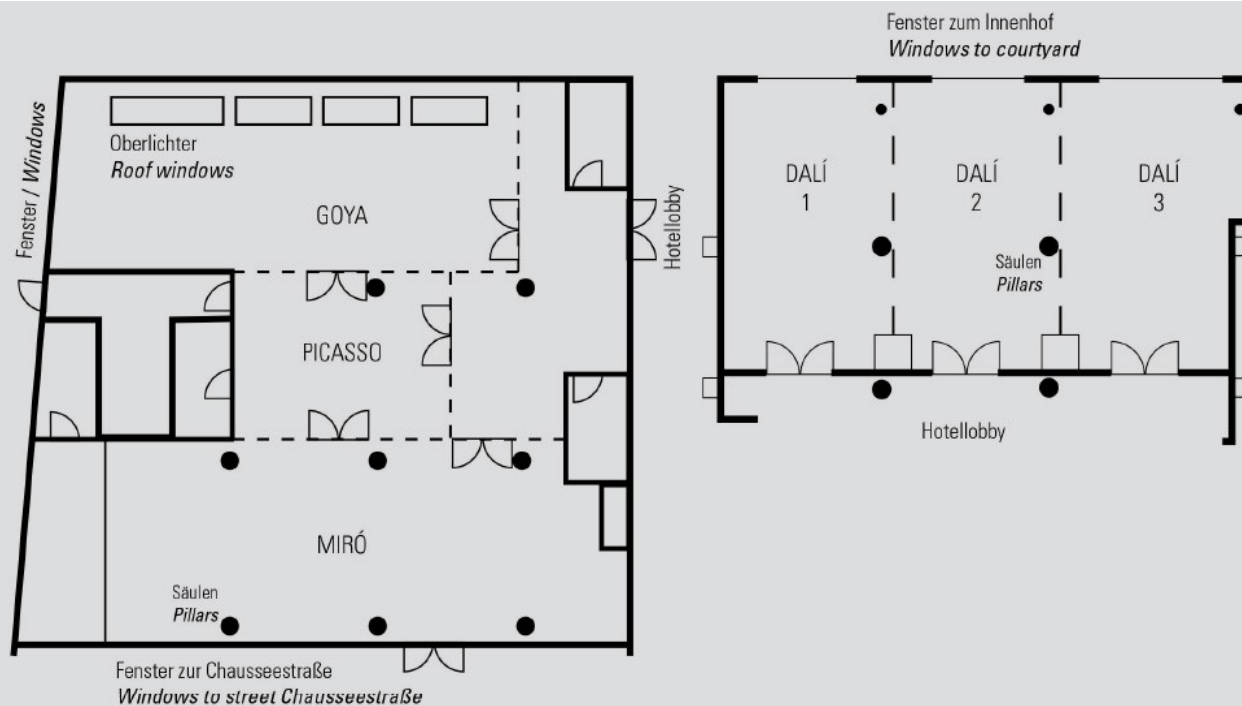 Fenster zum Innenhof
Windows to courtyard
Fenster / Windows
Oberlichter
Roof windows
GOYA
Hotellobby
DALÍ
1
DALÍ
2
DALÍ
3
Säulen
Pillars
PICASSO
Hotellobby
MIRÓ
Säulen
Pillars
Fenster zur Chausseestraße
Windows to street Chausseestraße